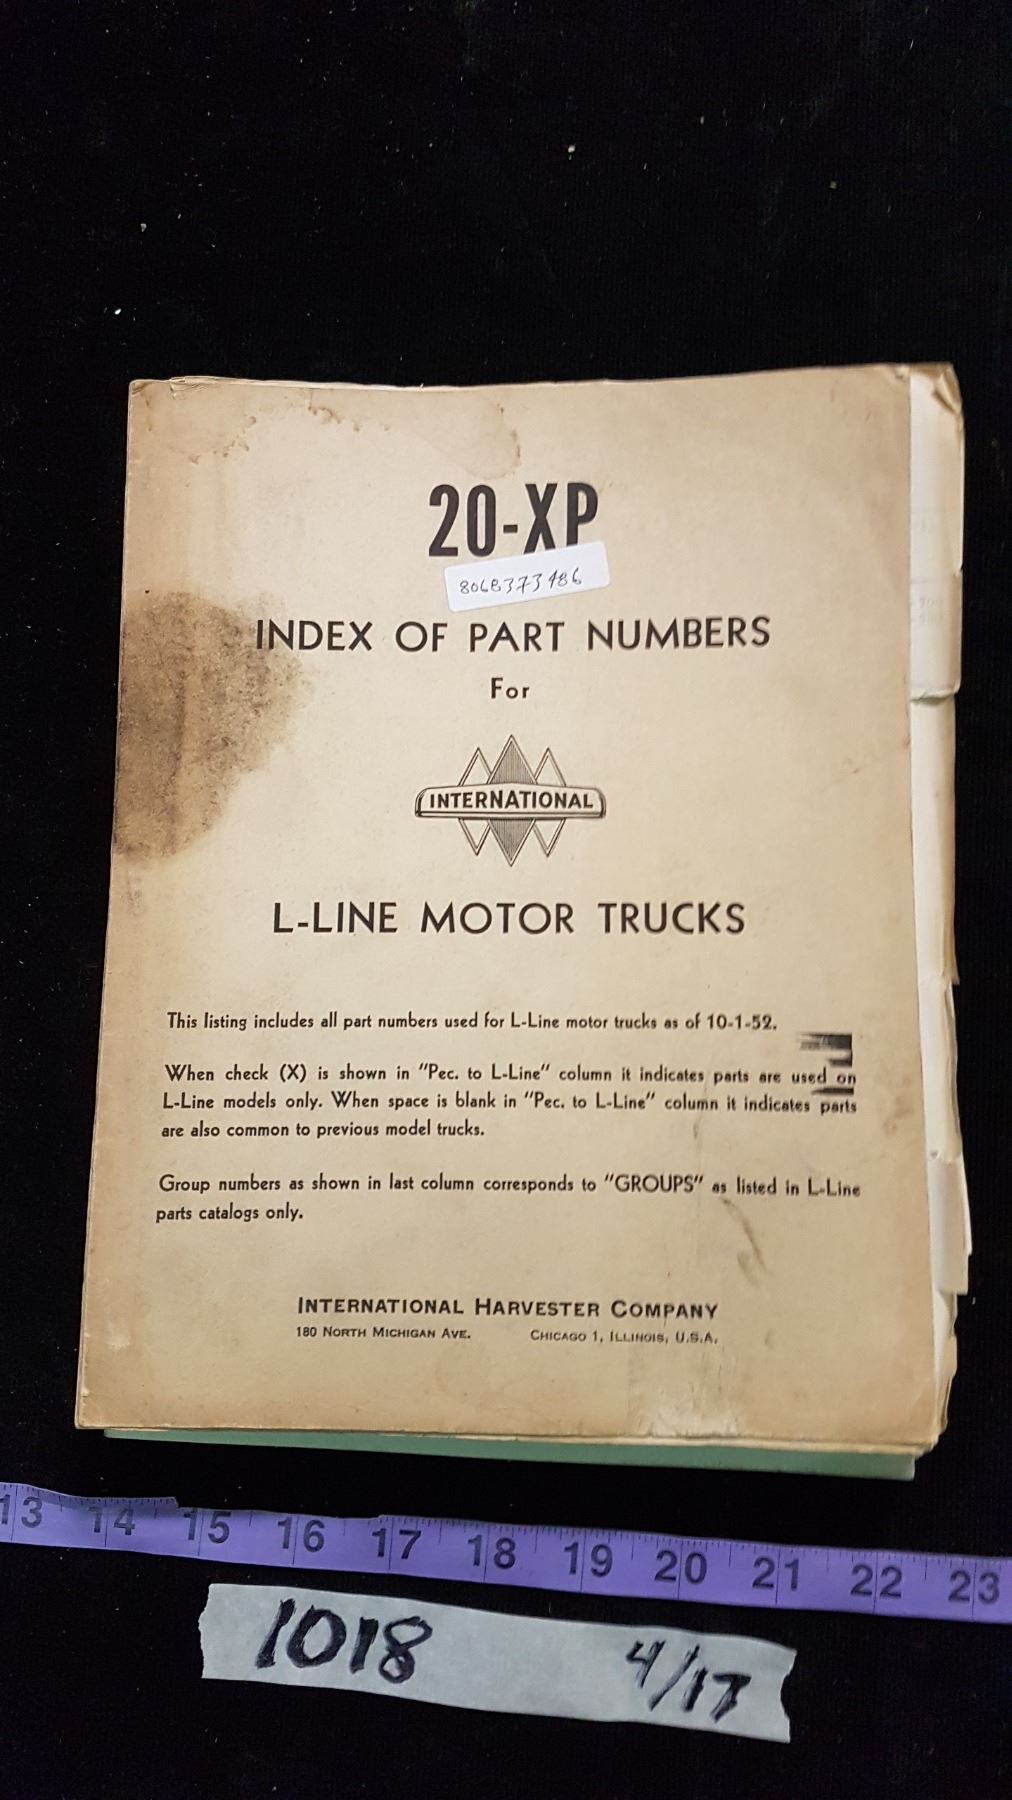 20-XP
8068373486
INDEX OF PART NUMBERS
For
INTERNATIONAL
L-LINE MOTOR TRUCKS
This listing includes all part numbers used for L-Line motor trucks as of 10-1-52.
When check (X) is shown in "Pec. to L-Line" column it indicates parts are used on
L-Line models only. When space is blank in "Pec. to L-Line" column it indicates parts
are also common to previous model trucks.
Group numbers as shown in last column corresponds to "GROUPS" as listed in L-Line
parts catalogs only.
INTERNATIONAL HARVESTER COMPANY
180 NORTH MICHIGAN AVE. CHICAGO 1, ILLINOIS, U.S.A.
13 14 15 16 17 18 19 20 21 22 23
1018 4/17